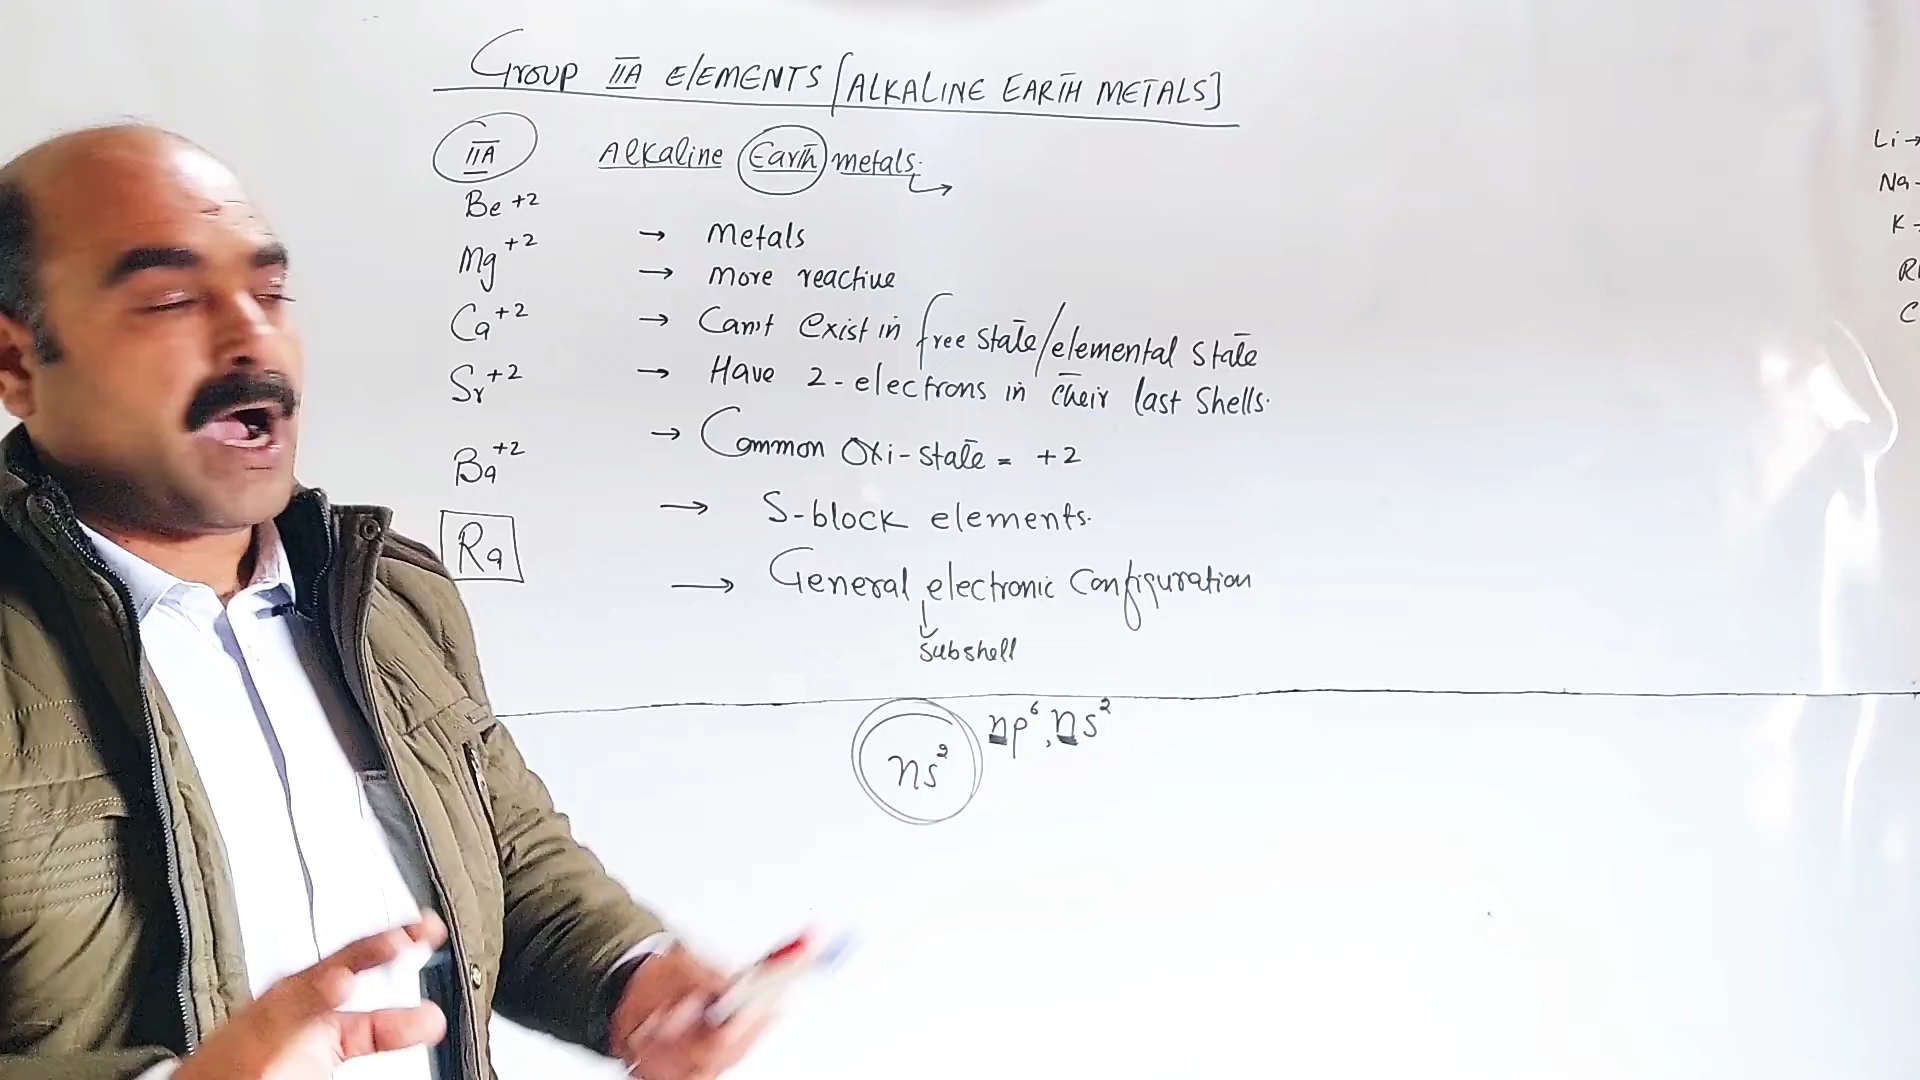 Group IIA Elements [ALKALINE EARTH METALS]
IIA
Alkaline Earth metals.
Be +2
Mg +2
Ca +2
Sr +2
Ba +2
Ra
→ Metals
→ More reactive
→ Can't exist in free state/elemental state
→ Have 2-electrons in their last shells.
→ Common Oxi-state = +2
→ S-block elements.
→ General electronic configuration
subshell
ns² np⁶, ns²
Li →
Na -
K -